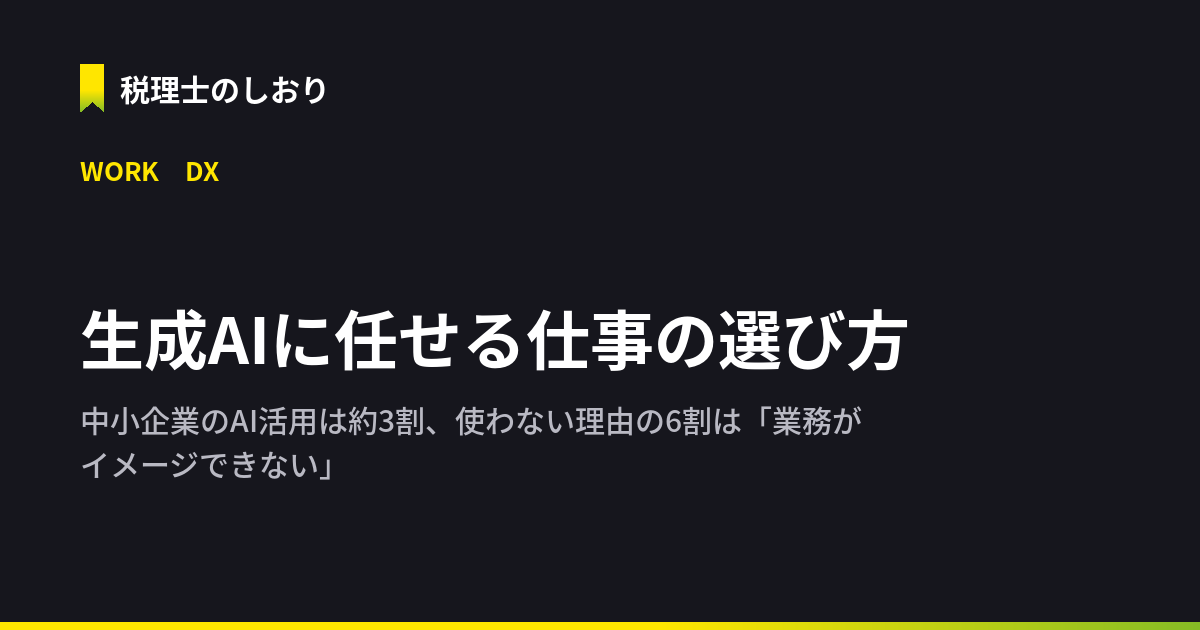 税理士のしおり
WORK DX
生成AIに任せる仕事の選び方
中小企業のAI活用は約3割、使わない理由の6割は「業務が
イメージできない」